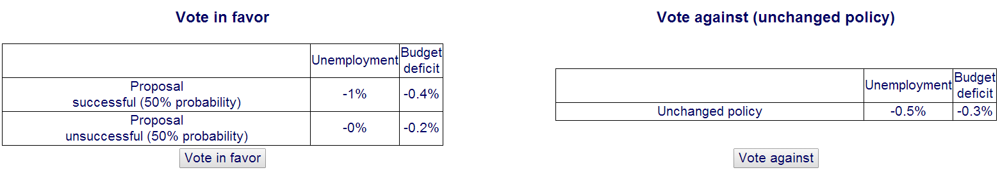 Vote in favor
Unemployment
Budget
deficit
Proposal
successful (50% probability)
-1%
-0.4%
Proposal
unsuccessful (50% probability)
-0%
-0.2%
Vote in favor
Vote against (unchanged policy)
Unemployment
Budget
deficit
Unchanged policy
-0.5%
-0.3%
Vote against